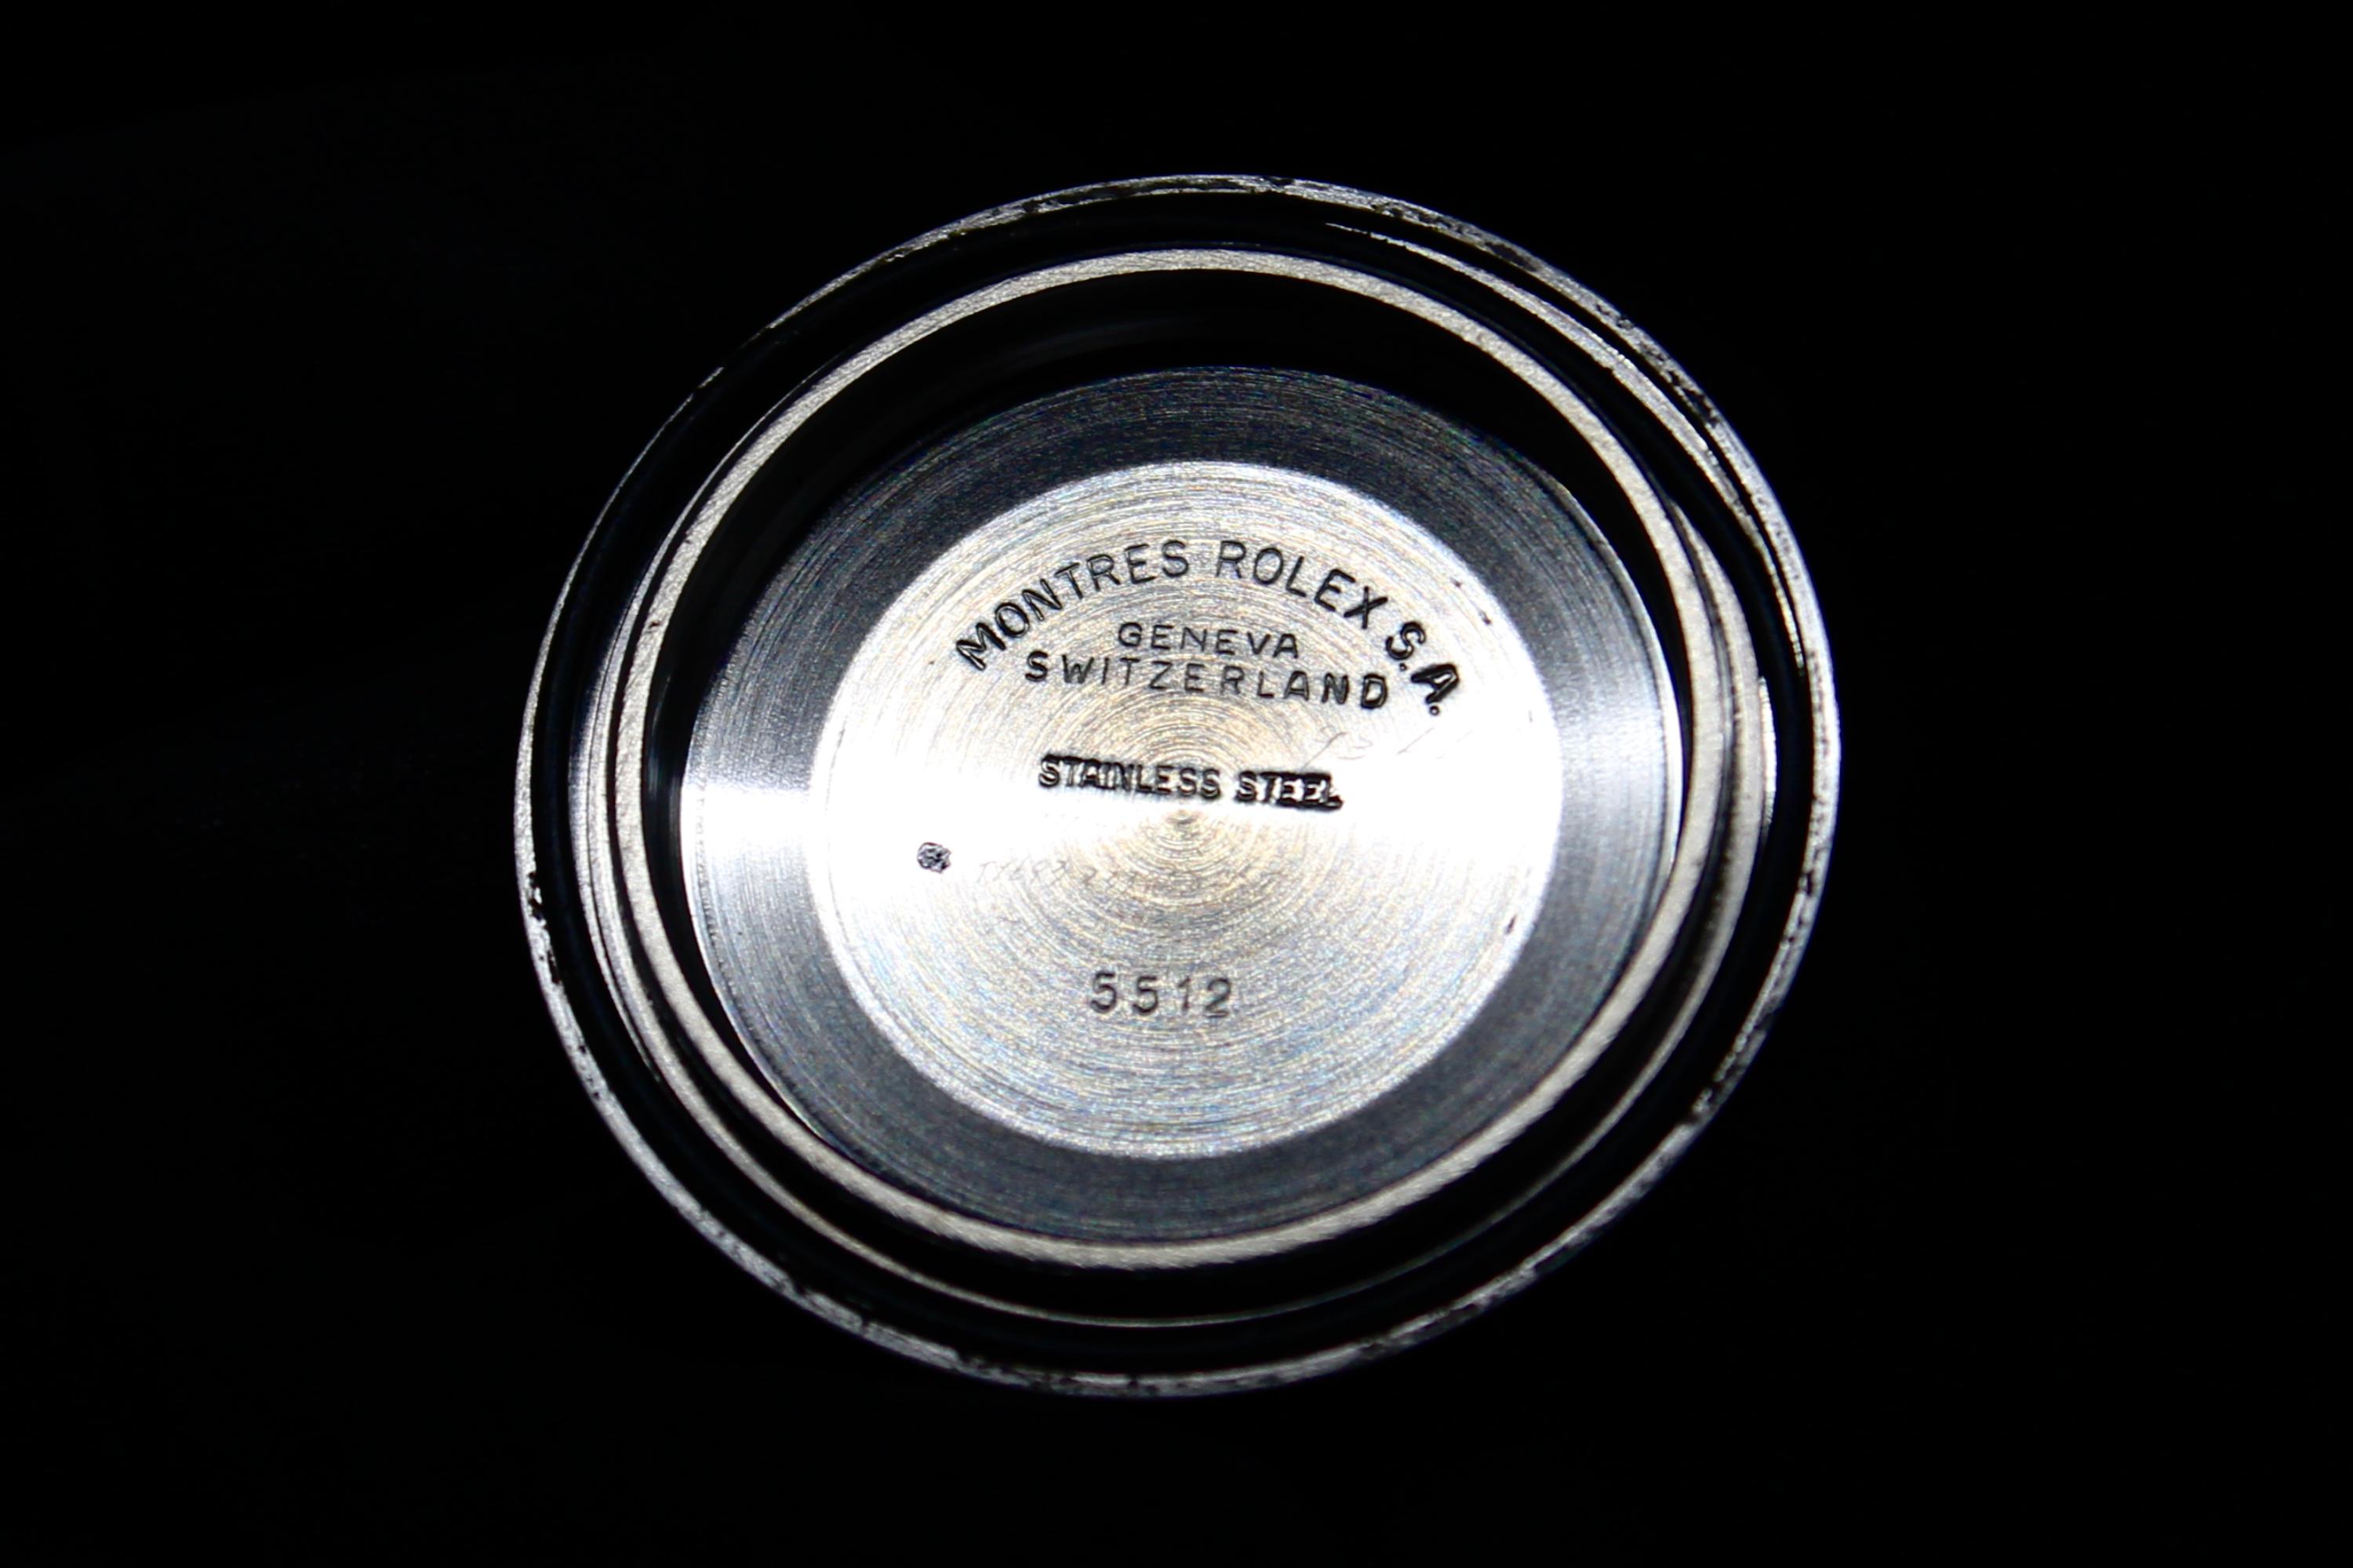 MONTRES ROLEX S.A.
GENEVA
SWITZERLAND
STAINLESS STEEL
5512